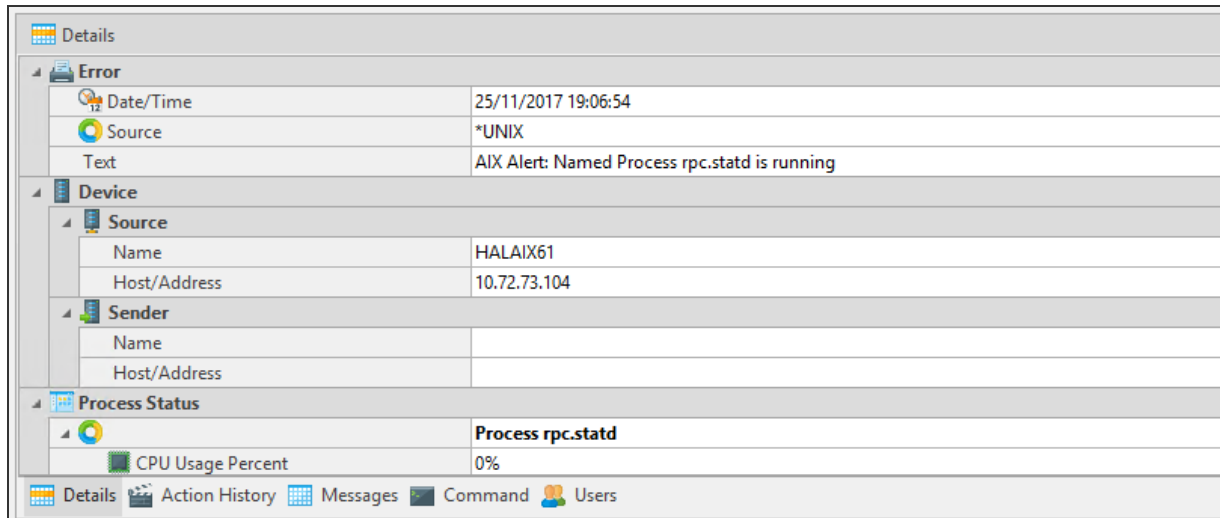 Details
Error
Date/Time 25/11/2017 19:06:54
Source *UNIX
Text AIX Alert: Named Process rpc.statd is running
Device
Source
Name HALAIX61
Host/Address 10.72.73.104
Sender
Name
Host/Address
Process Status
Process rpc.statd
CPU Usage Percent 0%
Details Action History Messages Command Users